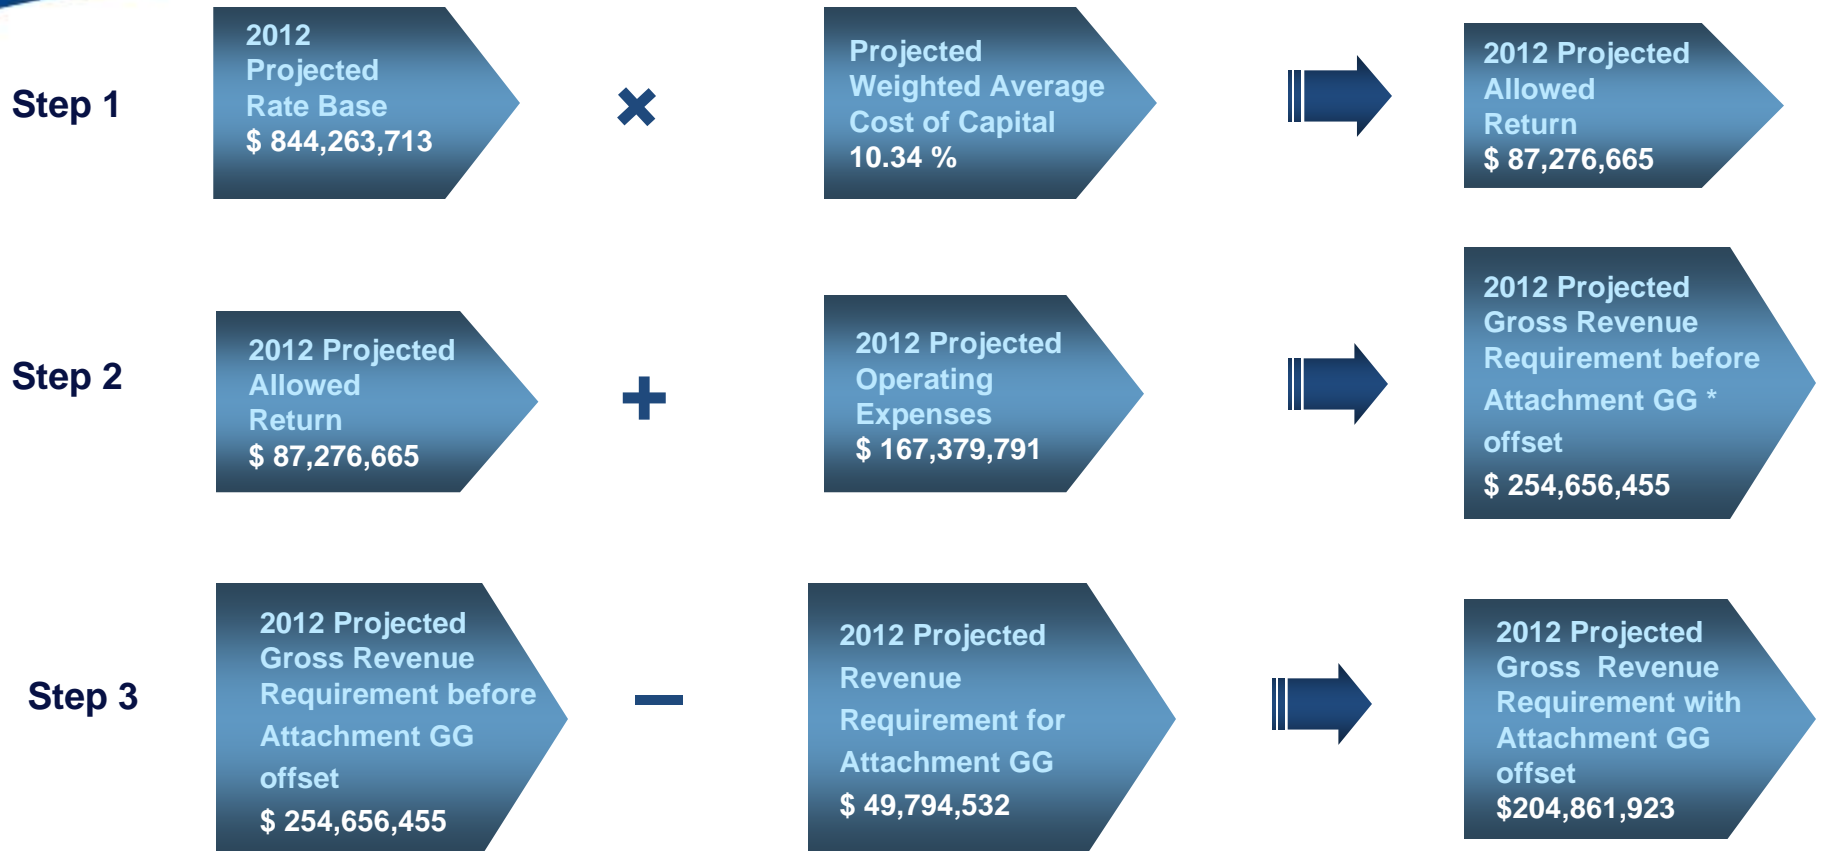 Step 1
2012
Projected
Rate Base
$ 844,263,713
×
Projected
Weighted Average
Cost of Capital
10.34 %
2012 Projected
Allowed
Return
$ 87,276,665
Step 2
2012 Projected
Allowed
Return
$ 87,276,665
+
2012 Projected
Operating
Expenses
$ 167,379,791
2012 Projected
Gross Revenue
Requirement before
Attachment GG *
offset
$ 254,656,455
Step 3
2012 Projected
Gross Revenue
Requirement before
Attachment GG
offset
$ 254,656,455
−
2012 Projected
Revenue
Requirement for
Attachment GG
$ 49,794,532
2012 Projected
Gross  Revenue
Requirement with
Attachment GG
offset
$204,861,923